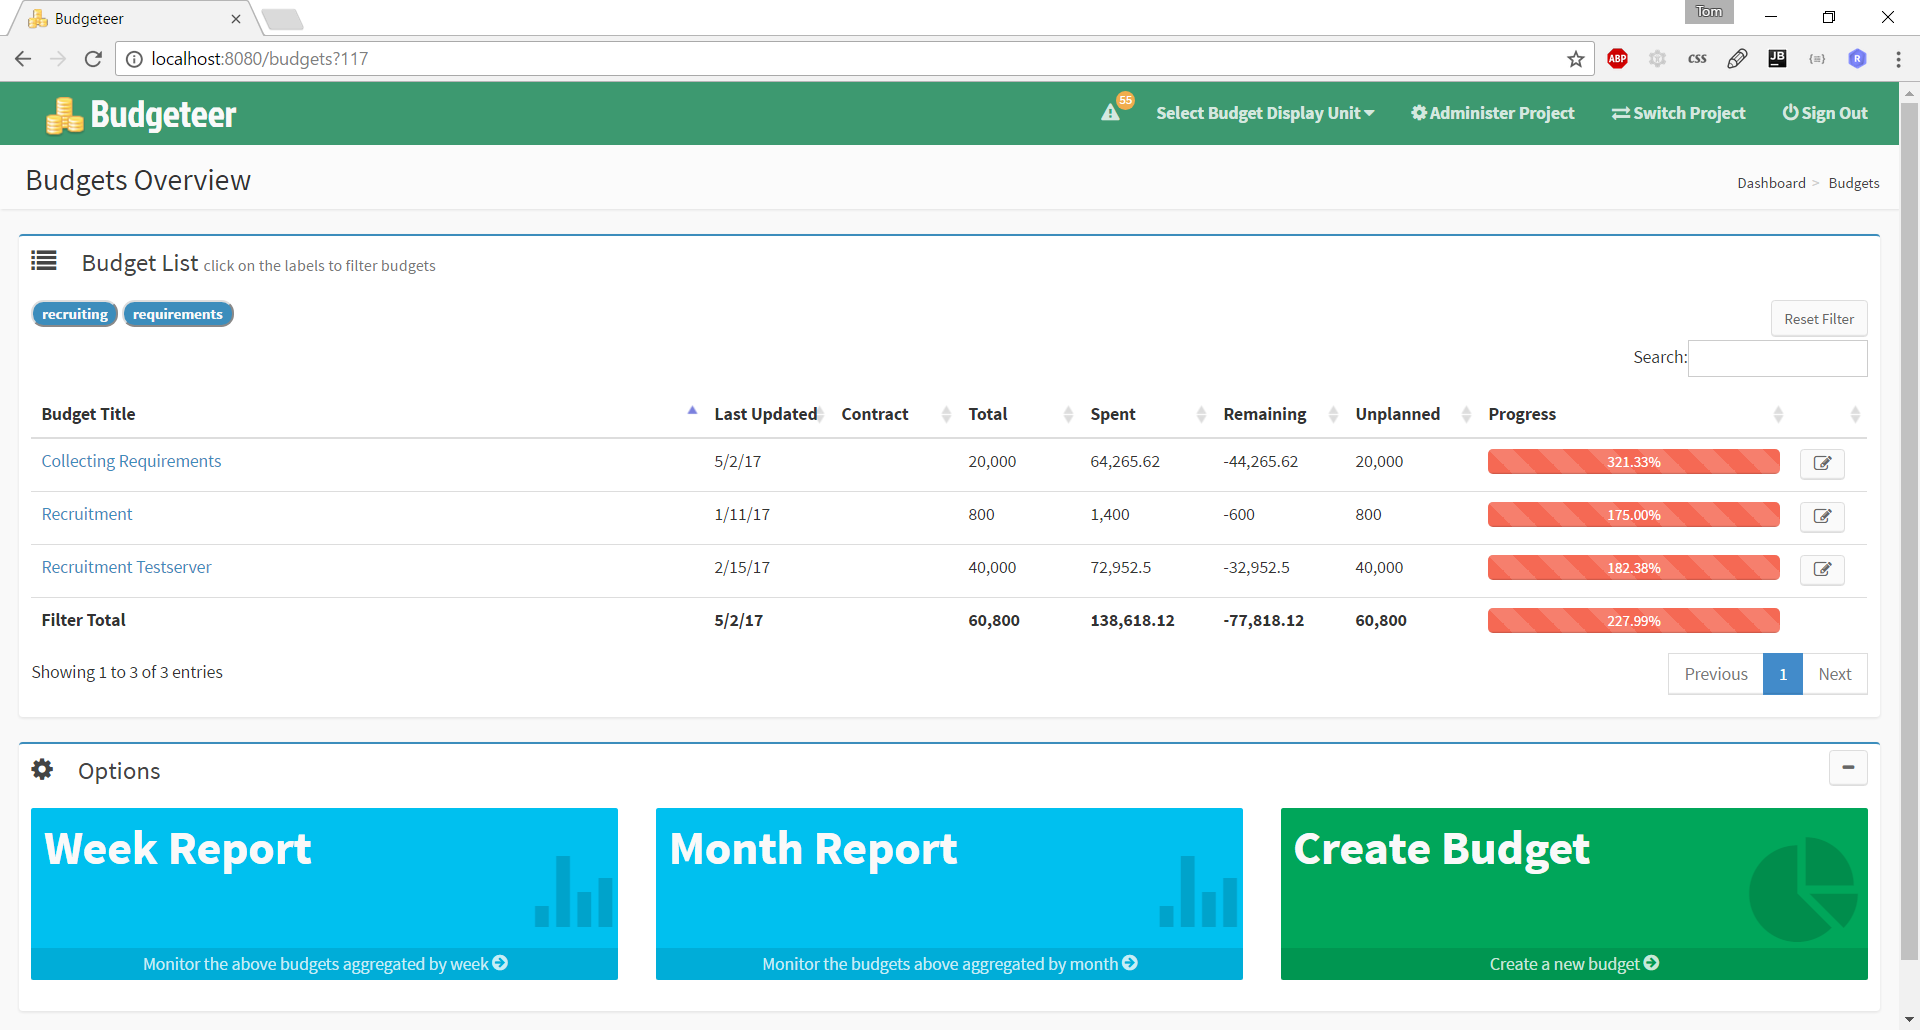 Budgeteer
Tom
localhost:8080/budgets?117
ABP
CSS
JB
{≡}
R
Budgeteer
55
Select Budget Display Unit
Administer Project
Switch Project
Sign Out
Budgets Overview
Dashboard > Budgets
Budget List click on the labels to filter budgets
recruiting requirements
Reset Filter
Search:
Budget Title Last Updated Contract Total Spent Remaining Unplanned Progress
Collecting Requirements 5/2/17 20,000 64,265.62 -44,265.62 20,000 321.33%
Recruitment 1/11/17 800 1,400 -600 800 175.00%
Recruitment Testserver 2/15/17 40,000 72,952.5 -32,952.5 40,000 182.38%
Filter Total 5/2/17 60,800 138,618.12 -77,818.12 60,800 227.99%
Showing 1 to 3 of 3 entries
Previous 1 Next
Options
Week Report
Monitor the above budgets aggregated by week
Month Report
Monitor the budgets above aggregated by month
Create Budget
Create a new budget